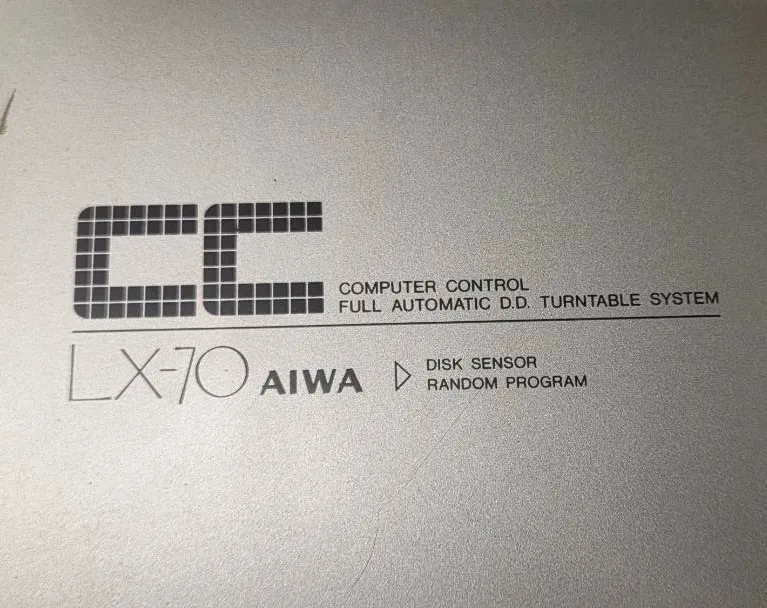 CC
COMPUTER CONTROL
FULL AUTOMATIC D.D. TURNTABLE SYSTEM
LX-70 AIWA
DISK SENSOR
RANDOM PROGRAM